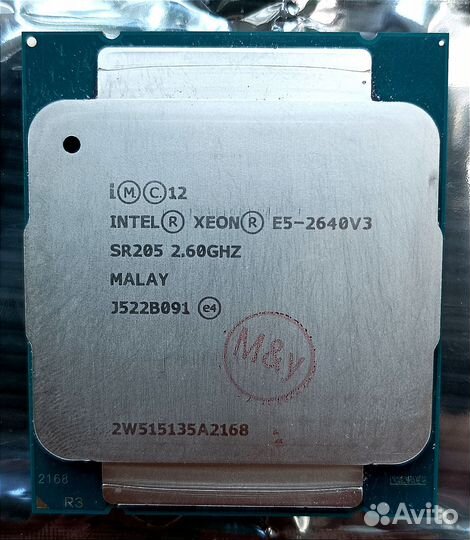 i Ⓜ Ⓒ 12
INTEL® XEON® E5-2640V3
SR205 2.60GHZ
MALAY
J522B091 e4
M&y
2W515135A2168
2168
R3
Avito